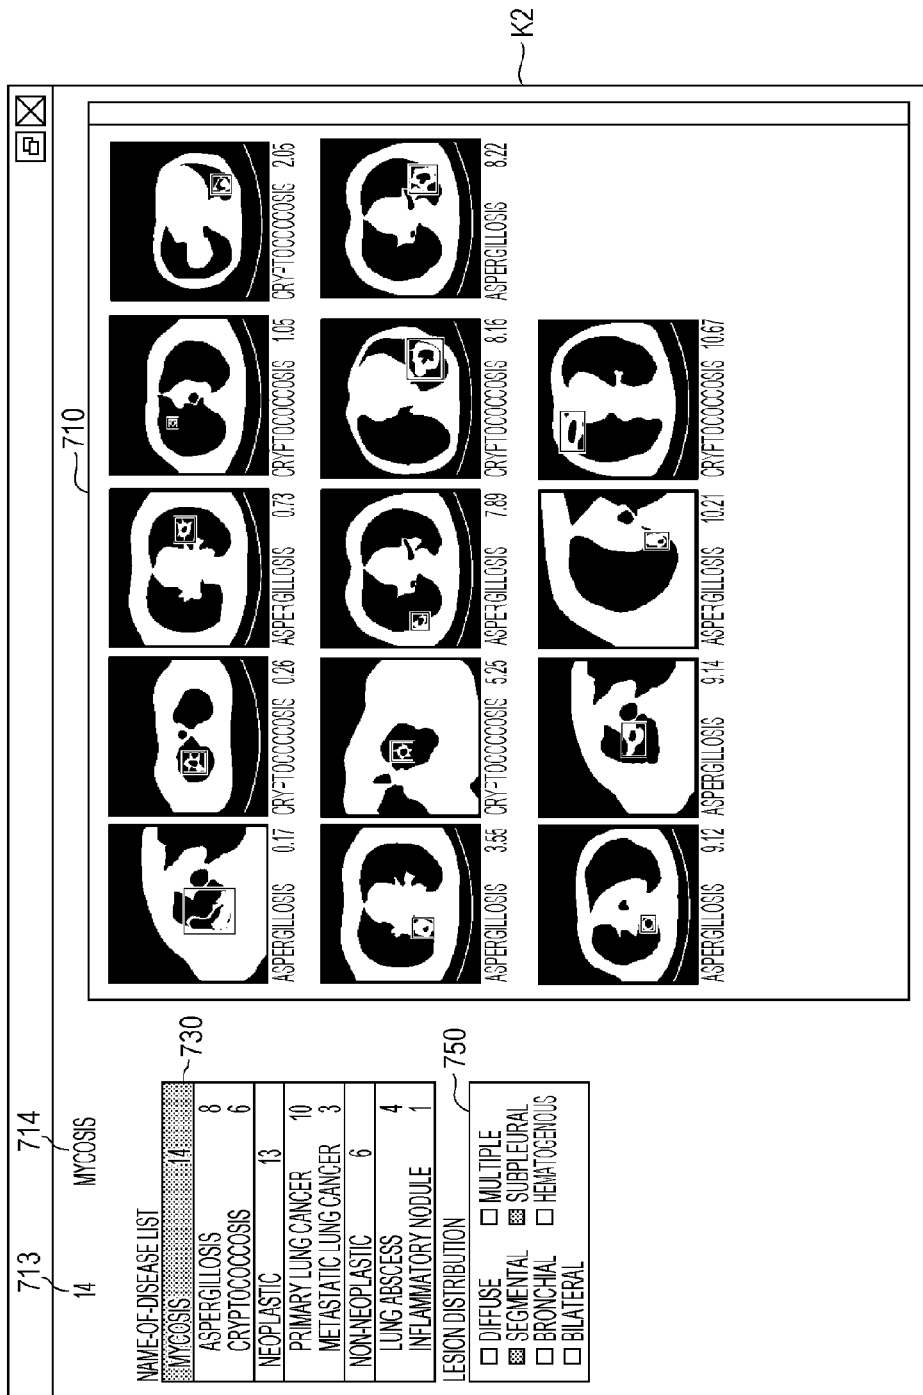 713
14
714
MYCOSIS
NAME-OF-DISEASE LIST
730
MYCOSIS 14
ASPERGILLOSIS 8
CRYPTOCOCCOSIS 6
NEOPLASTIC 13
PRIMARY LUNG CANCER 10
METASTATIC LUNG CANCER 3
NON-NEOPLASTIC 6
LUNG ABSCESS 4
INFLAMMATORY NODULE 1
LESION DISTRIBUTION
750
DIFFUSE MULTIPLE
SEGMENTAL SUBPLEURAL
BRONCHIAL HEMATOGENOUS
BILATERAL
710
ASPERGILLOSIS 0.17
CRYPTOCOCCOSIS 0.26
ASPERGILLOSIS 0.73
CRYPTOCOCCOSIS 1.05
CRYPTOCOCCOSIS 2.05
ASPERGILLOSIS 3.55
CRYPTOCOCCOSIS 5.25
ASPERGILLOSIS 7.89
CRYPTOCOCCOSIS 8.16
ASPERGILLOSIS 8.22
ASPERGILLOSIS 9.12
ASPERGILLOSIS 9.14
ASPERGILLOSIS 10.21
CRYPTOCOCCOSIS 10.67
K2